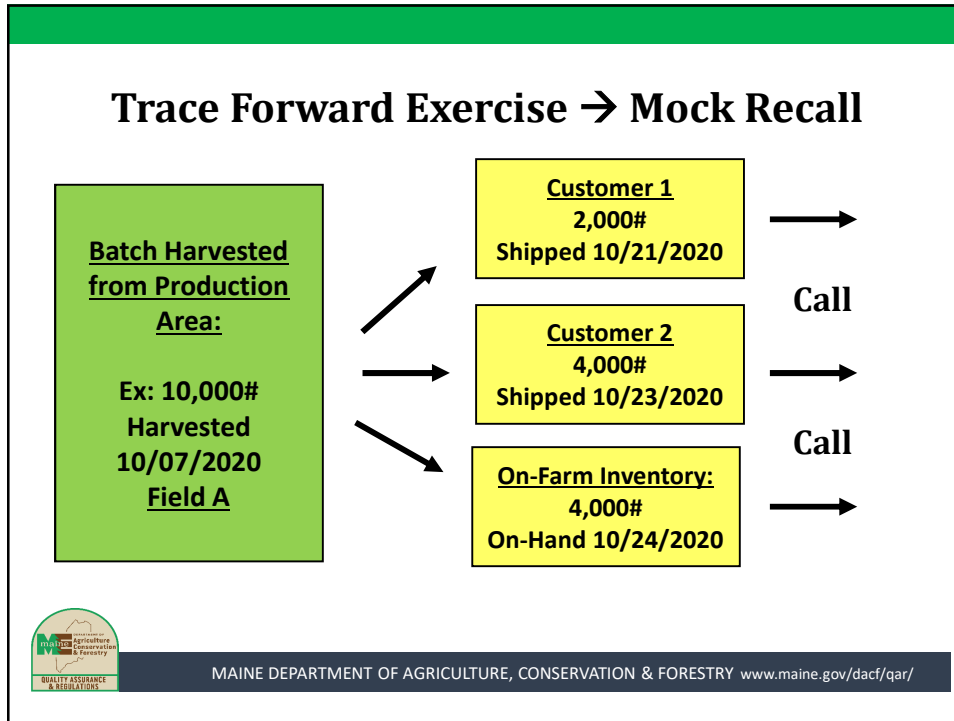 Trace Forward Exercise → Mock Recall
Batch Harvested
from Production
Area:
Ex: 10,000#
Harvested
10/07/2020
Field A
Customer 1
2,000#
Shipped 10/21/2020
Call
Customer 2
4,000#
Shipped 10/23/2020
Call
On-Farm Inventory:
4,000#
On-Hand 10/24/2020
DEPARTMENT OF
maine
Agriculture
Conservation
& Forestry
QUALITY ASSURANCE
& REGULATIONS
MAINE DEPARTMENT OF AGRICULTURE, CONSERVATION & FORESTRY www.maine.gov/dacf/qar/